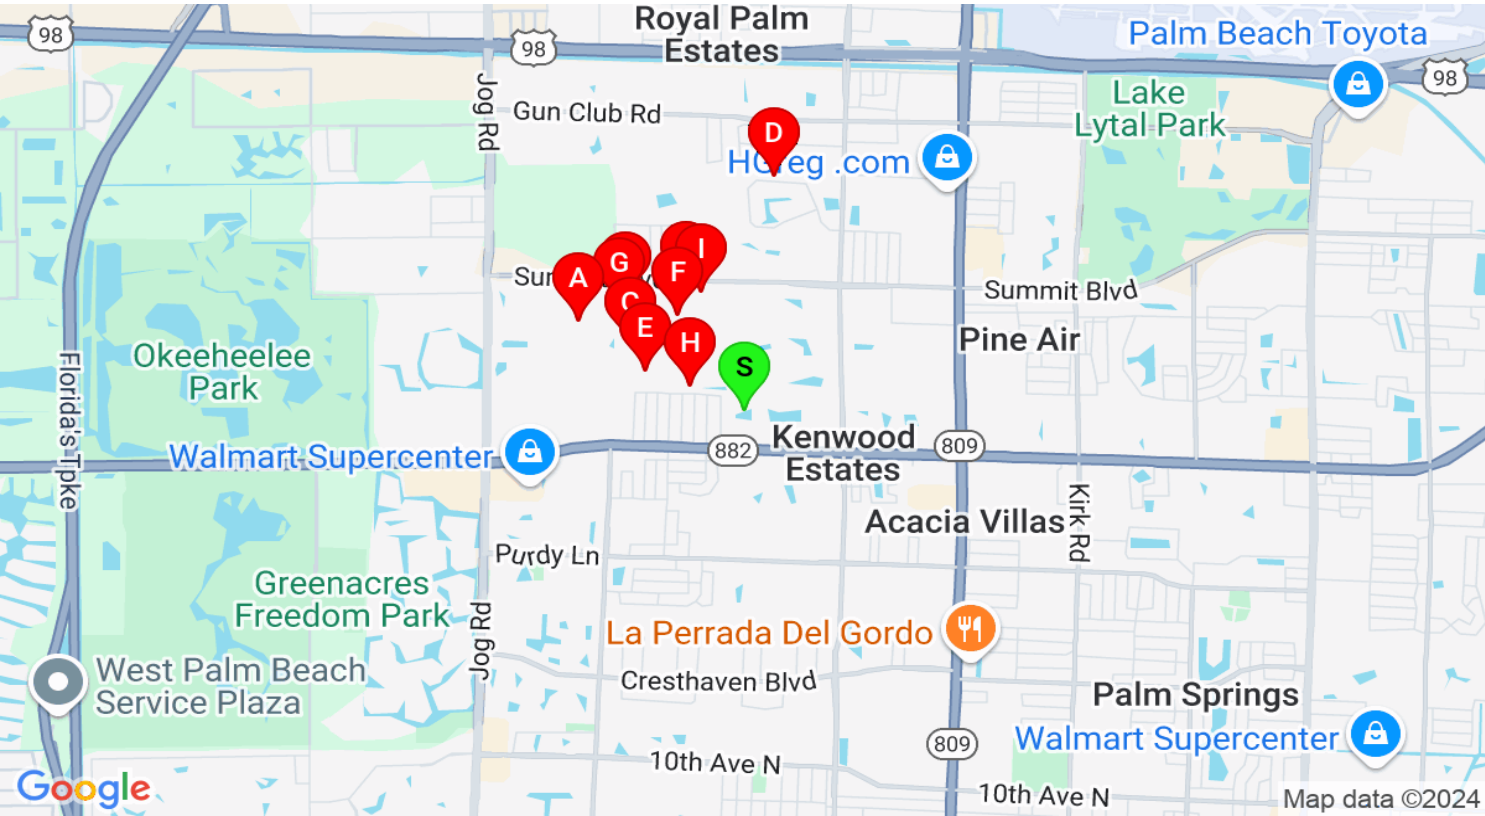 98
98
Royal Palm
Estates
Palm Beach Toyota
98
Jog Rd
Gun Club Rd
D
Lake
Lytal Park
HGreg .com
G
I
A
F
Summit Blvd
C
E
H
S
Pine Air
Okeeheelee
Park
Florida's Tpke
Walmart Supercenter
882
Kenwood
Estates
809
Acacia Villas
Kirk Rd
Purdy Ln
Greenacres
Freedom Park
Jog Rd
La Perrada Del Gordo
West Palm Beach
Service Plaza
Cresthaven Blvd
Palm Springs
809
Walmart Supercenter
10th Ave N
10th Ave N
Google
Map data ©2024